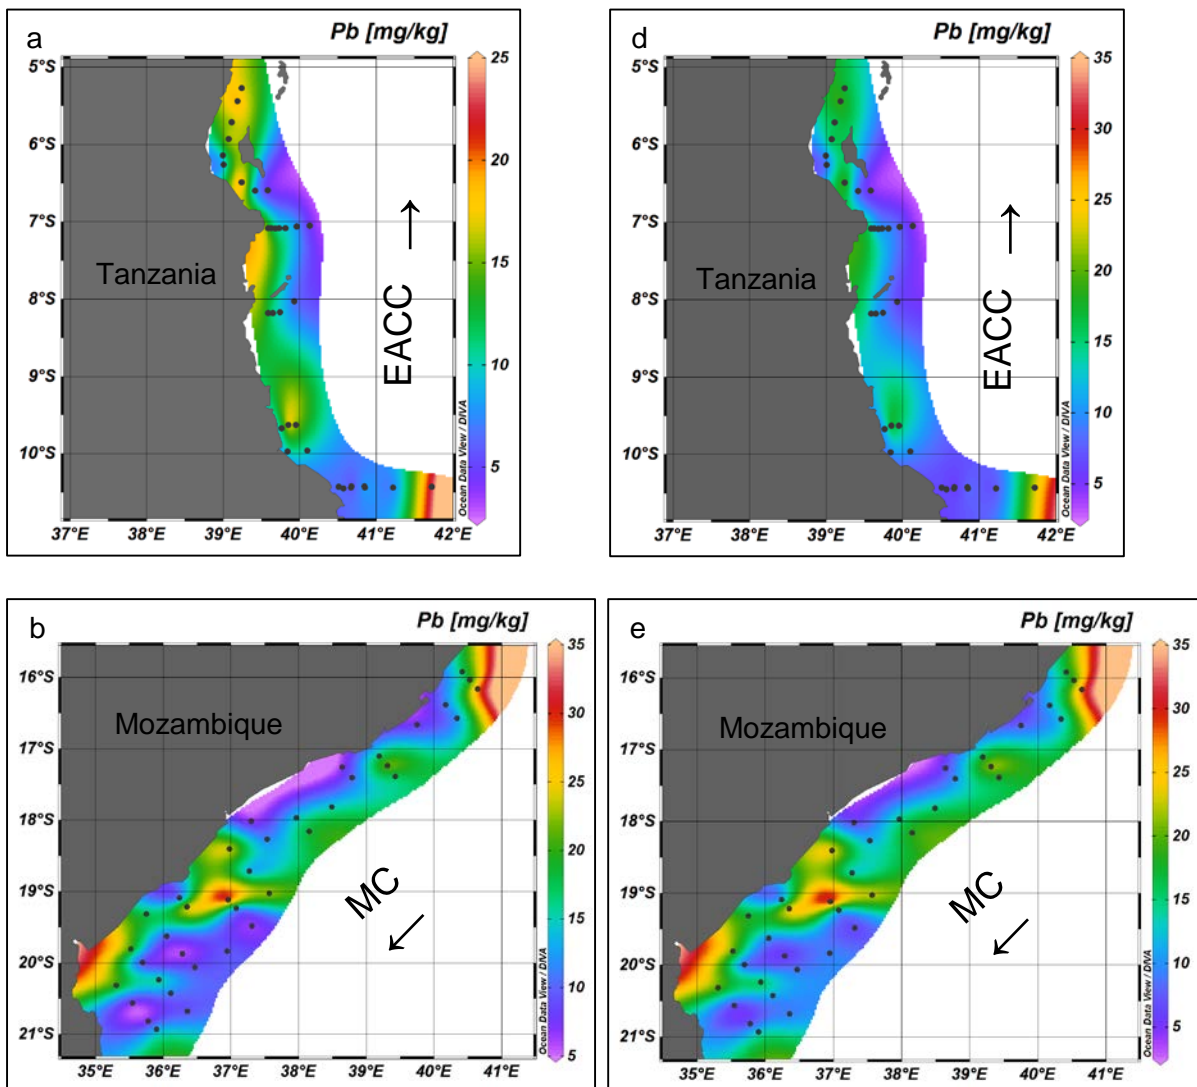 a
Pb [mg/kg]
5°S
6°S
7°S
8°S
9°S
10°S
37°E 38°E 39°E 40°E 41°E 42°E
Tanzania
EACC
→
25
20
15
10
5
Ocean Data View / DIVA
d
Pb [mg/kg]
5°S
6°S
7°S
8°S
9°S
10°S
37°E 38°E 39°E 40°E 41°E 42°E
Tanzania
EACC
→
35
30
25
20
15
10
5
Ocean Data View / DIVA
b
Pb [mg/kg]
16°S
17°S
18°S
19°S
20°S
21°S
35°E 36°E 37°E 38°E 39°E 40°E 41°E
Mozambique
MC
←
35
30
25
20
15
10
5
Ocean Data View / DIVA
e
Pb [mg/kg]
16°S
17°S
18°S
19°S
20°S
21°S
35°E 36°E 37°E 38°E 39°E 40°E 41°E
Mozambique
MC
←
35
30
25
20
15
10
5
Ocean Data View / DIVA